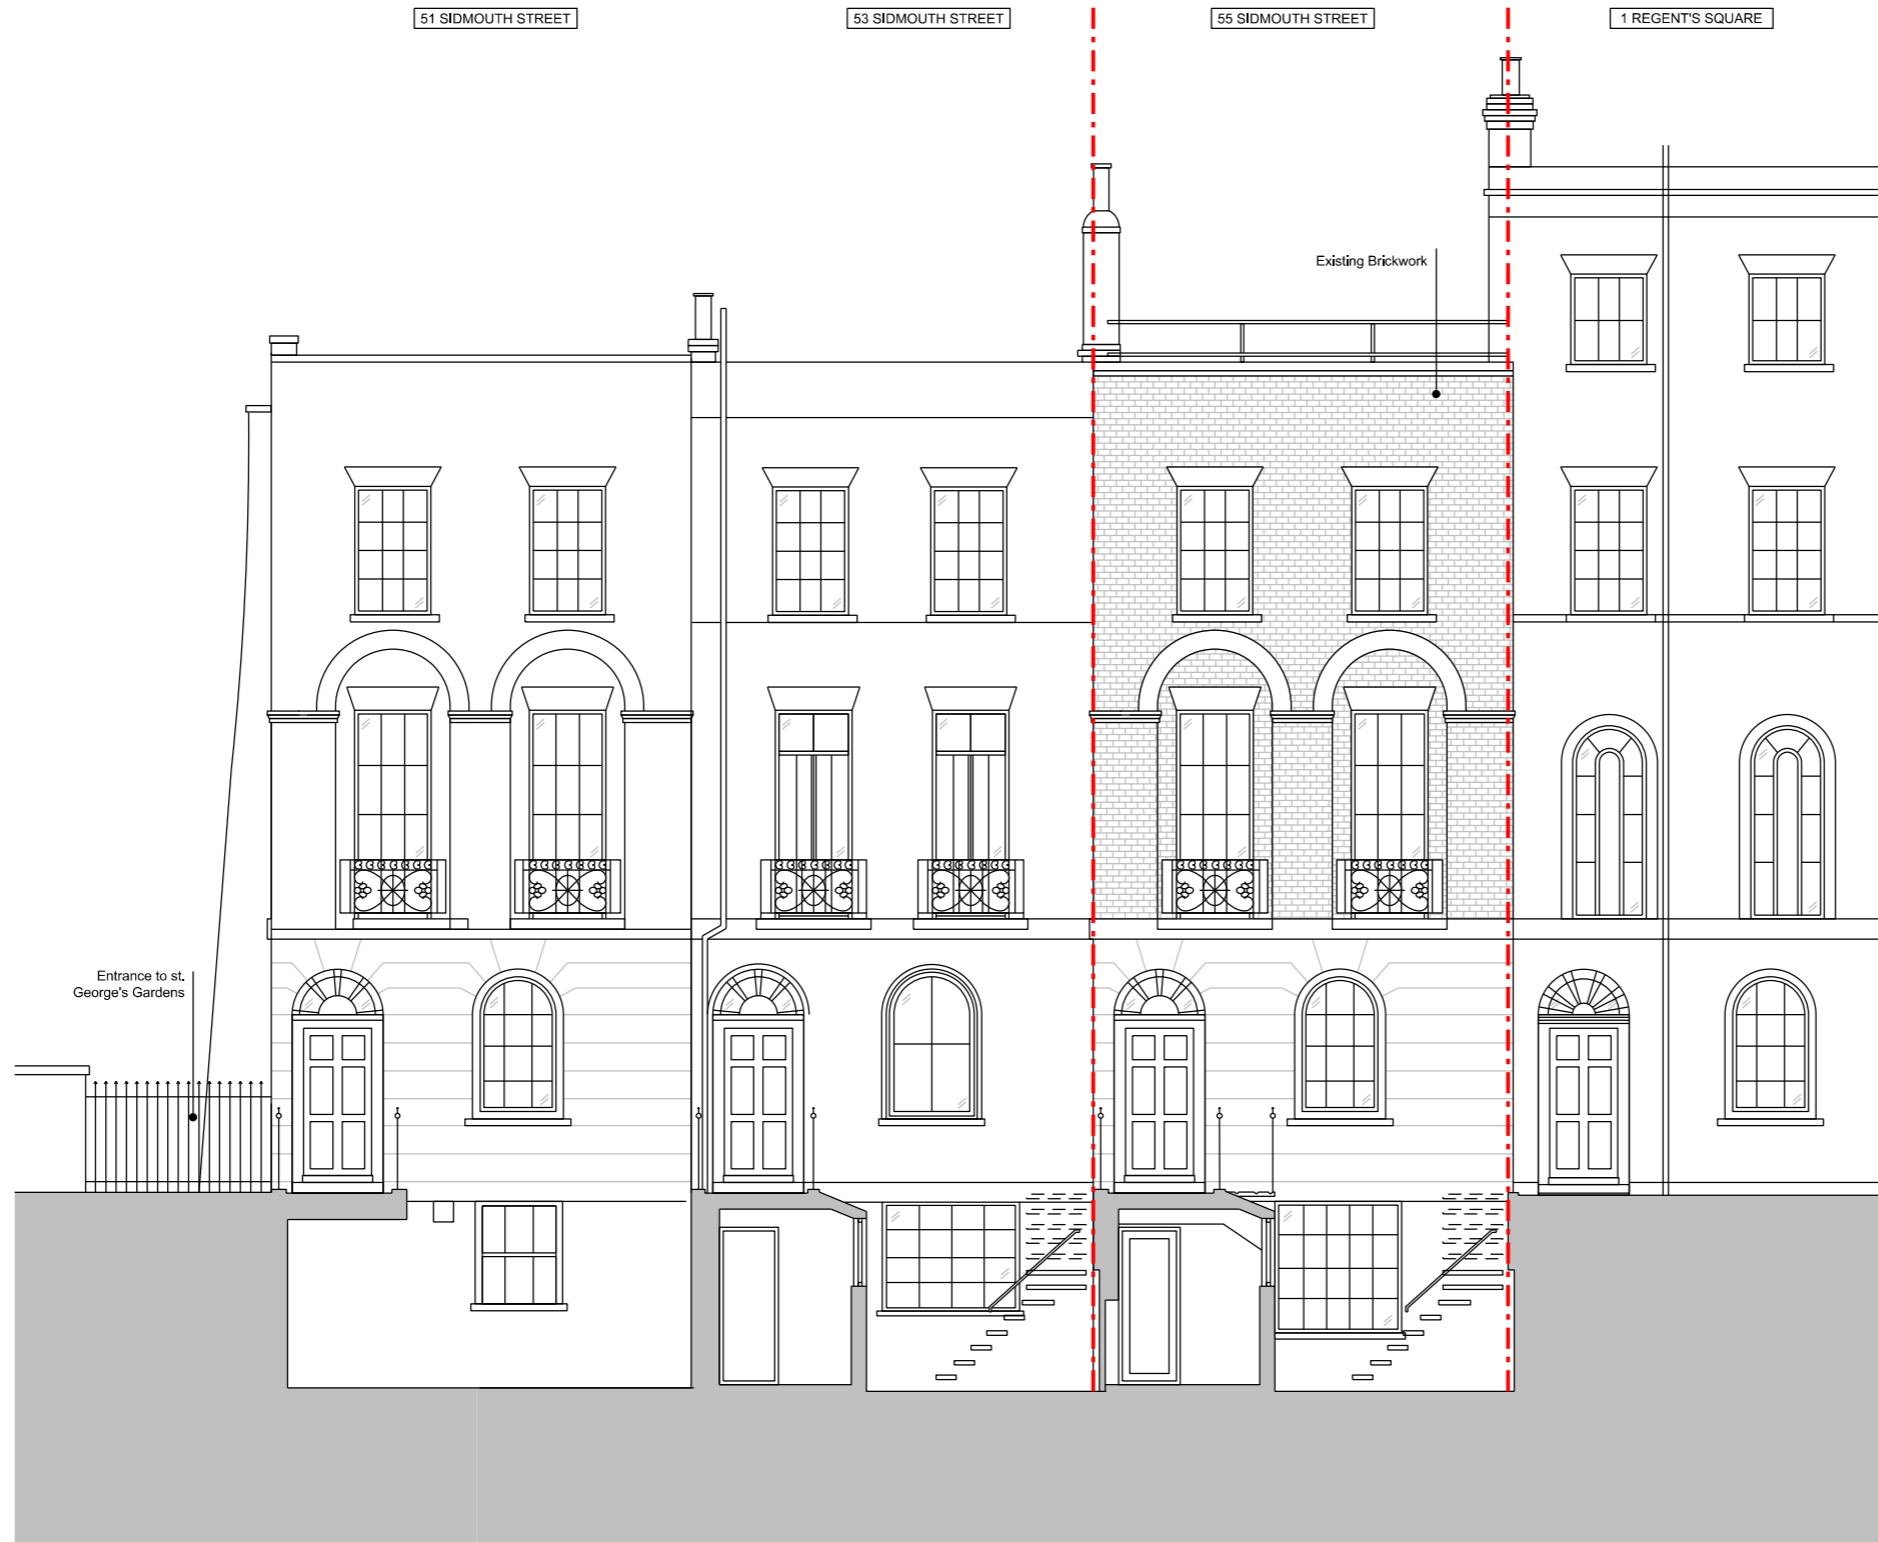 51 SIDMOUTH STREET
53 SIDMOUTH STREET
55 SIDMOUTH STREET
1 REGENT'S SQUARE
Existing Brickwork
Entrance to st.
George's Gardens